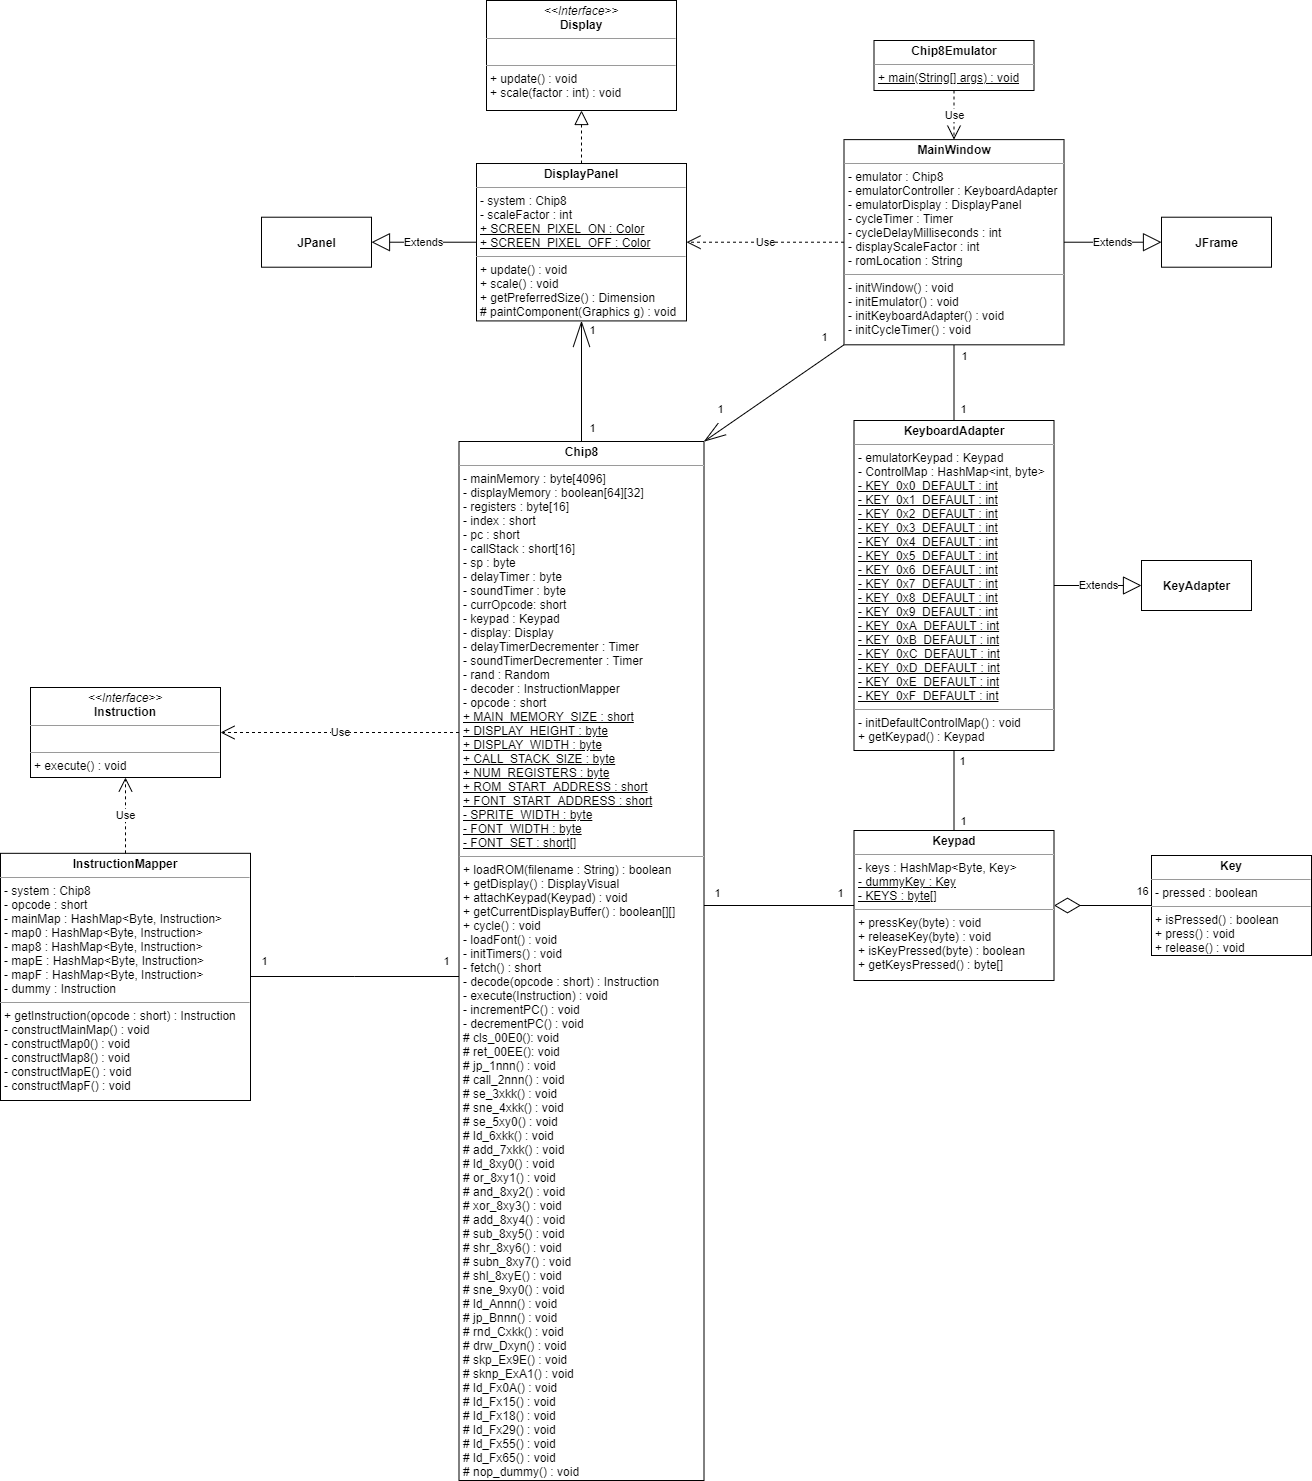 <<Interface>>
Display
+ update() : void
+ scale(factor : int) : void
Chip8Emulator
+ main(String[] args) : void
Use
MainWindow
- emulator : Chip8
- emulatorController : KeyboardAdapter
- emulatorDisplay : DisplayPanel
- cycleTimer : Timer
- cycleDelayMilliseconds : int
- displayScaleFactor : int
- romLocation : String
- initWindow() : void
- initEmulator() : void
- initKeyboardAdapter() : void
- initCycleTimer() : void
DisplayPanel
- system : Chip8
- scaleFactor : int
+ SCREEN_PIXEL_ON : Color
+ SCREEN_PIXEL_OFF : Color
+ update() : void
+ scale() : void
+ getPreferredSize() : Dimension
# paintComponent(Graphics g) : void
JPanel
Extends
Use
Extends
JFrame
1
1
1
1
1
1
KeyboardAdapter
- emulatorKeypad : Keypad
- ControlMap : HashMap<int, byte>
- KEY_0x0_DEFAULT : int
- KEY_0x1_DEFAULT : int
- KEY_0x2_DEFAULT : int
- KEY_0x3_DEFAULT : int
- KEY_0x4_DEFAULT : int
- KEY_0x5_DEFAULT : int
- KEY_0x6_DEFAULT : int
- KEY_0x7_DEFAULT : int
- KEY_0x8_DEFAULT : int
- KEY_0x9_DEFAULT : int
- KEY_0xA_DEFAULT : int
- KEY_0xB_DEFAULT : int
- KEY_0xC_DEFAULT : int
- KEY_0xD_DEFAULT : int
- KEY_0xE_DEFAULT : int
- KEY_0xF_DEFAULT : int
- initDefaultControlMap() : void
+ getKeypad() : Keypad
Extends
KeyAdapter
Chip8
- mainMemory : byte[4096]
- displayMemory : boolean[64][32]
- registers : byte[16]
- index : short
- pc : short
- callStack : short[16]
- sp : byte
- delayTimer : byte
- soundTimer : byte
- currOpcode: short
- keypad : Keypad
- display: Display
- delayTimerDecrementer : Timer
- soundTimerDecrementer : Timer
- rand : Random
- decoder : InstructionMapper
- opcode : short
+ MAIN_MEMORY_SIZE : short
+ DISPLAY_HEIGHT : byte
+ DISPLAY_WIDTH : byte
+ CALL_STACK_SIZE : byte
+ NUM_REGISTERS : byte
+ ROM_START_ADDRESS : short
+ FONT_START_ADDRESS : short
- SPRITE_WIDTH : byte
- FONT_WIDTH : byte
- FONT_SET : short[]
+ loadROM(filename : String) : boolean
+ getDisplay() : DisplayVisual
+ attachKeypad(Keypad) : void
+ getCurrentDisplayBuffer() : boolean[][]
+ cycle() : void
- loadFont() : void
- initTimers() : void
- fetch() : short
- decode(opcode : short) : Instruction
- execute(Instruction) : void
- incrementPC() : void
- decrementPC() : void
# cls_00E0(): void
# ret_00EE(): void
# jp_1nnn() : void
# call_2nnn() : void
# se_3xkk() : void
# sne_4xkk() : void
# se_5xy0() : void
# ld_6xkk() : void
# add_7xkk() : void
# ld_8xy0() : void
# or_8xy1() : void
# and_8xy2() : void
# xor_8xy3() : void
# add_8xy4() : void
# sub_8xy5() : void
# shr_8xy6() : void
# subn_8xy7() : void
# shl_8xyE() : void
# sne_9xy0() : void
# ld_Annn() : void
# jp_Bnnn() : void
# rnd_Cxkk() : void
# drw_Dxyn() : void
# skp_Ex9E() : void
# sknp_ExA1() : void
# ld_Fx0A() : void
# ld_Fx15() : void
# ld_Fx18() : void
# ld_Fx29() : void
# ld_Fx55() : void
# ld_Fx65() : void
# nop_dummy() : void
<<Interface>>
Instruction
+ execute() : void
Use
Use
InstructionMapper
- system : Chip8
- opcode : short
- mainMap : HashMap<Byte, Instruction>
- map0 : HashMap<Byte, Instruction>
- map8 : HashMap<Byte, Instruction>
- mapE : HashMap<Byte, Instruction>
- mapF : HashMap<Byte, Instruction>
- dummy : Instruction
+ getInstruction(opcode : short) : Instruction
- constructMainMap() : void
- constructMap0() : void
- constructMap8() : void
- constructMapE() : void
- constructMapF() : void
1
1
1
1
1
1
Keypad
- keys : HashMap<Byte, Key>
- dummyKey : Key
- KEYS : byte[]
+ pressKey(byte) : void
+ releaseKey(byte) : void
+ isKeyPressed(byte) : boolean
+ getKeysPressed() : byte[]
16
Key
- pressed : boolean
+ isPressed() : boolean
+ press() : void
+ release() : void